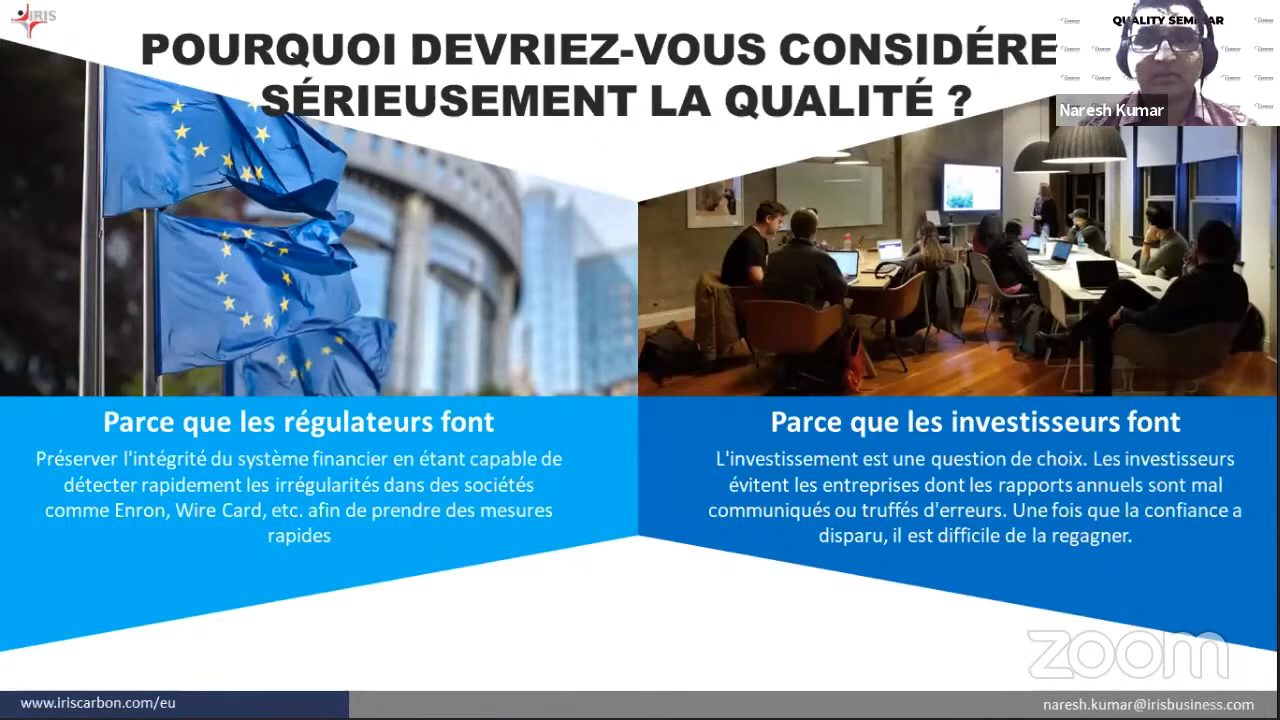 IRIS
QUALITY SEMINAR
POURQUOI DEVRIEZ-VOUS CONSIDÉRE
SÉRIEUSEMENT LA QUALITÉ ?
Naresh Kumar
Parce que les régulateurs font
Préserver l'intégrité du système financier en étant capable de
détecter rapidement les irrégularités dans des sociétés
comme Enron, Wire Card, etc. afin de prendre des mesures
rapides
Parce que les investisseurs font
L'investissement est une question de choix. Les investisseurs
évitent les entreprises dont les rapports annuels sont mal
communiqués ou truffés d'erreurs. Une fois que la confiance a
disparu, il est difficile de la regagner.
zoom
www.iriscarbon.com/eu
naresh.kumar@irisbusiness.com